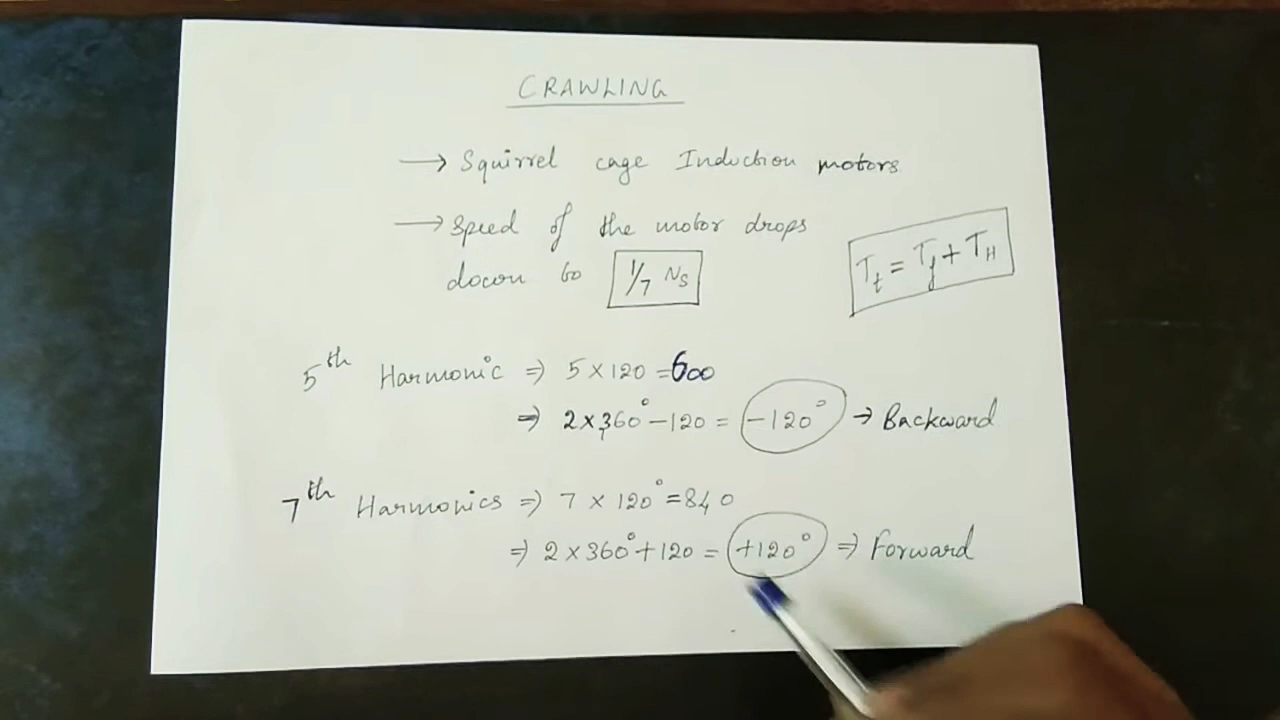 CRAWLING
→ Squirrel cage Induction motors.
→ Speed of the motor drops
down to 1/7 Ns
Tt = Tf + TH
5th Harmonic ⇒ 5 × 120 = 600
⇒ 2 × 360° - 120 = -120° → Backward
7th Harmonics ⇒ 7 × 120° = 840
⇒ 2 × 360° + 120 = +120° ⇒ Forward